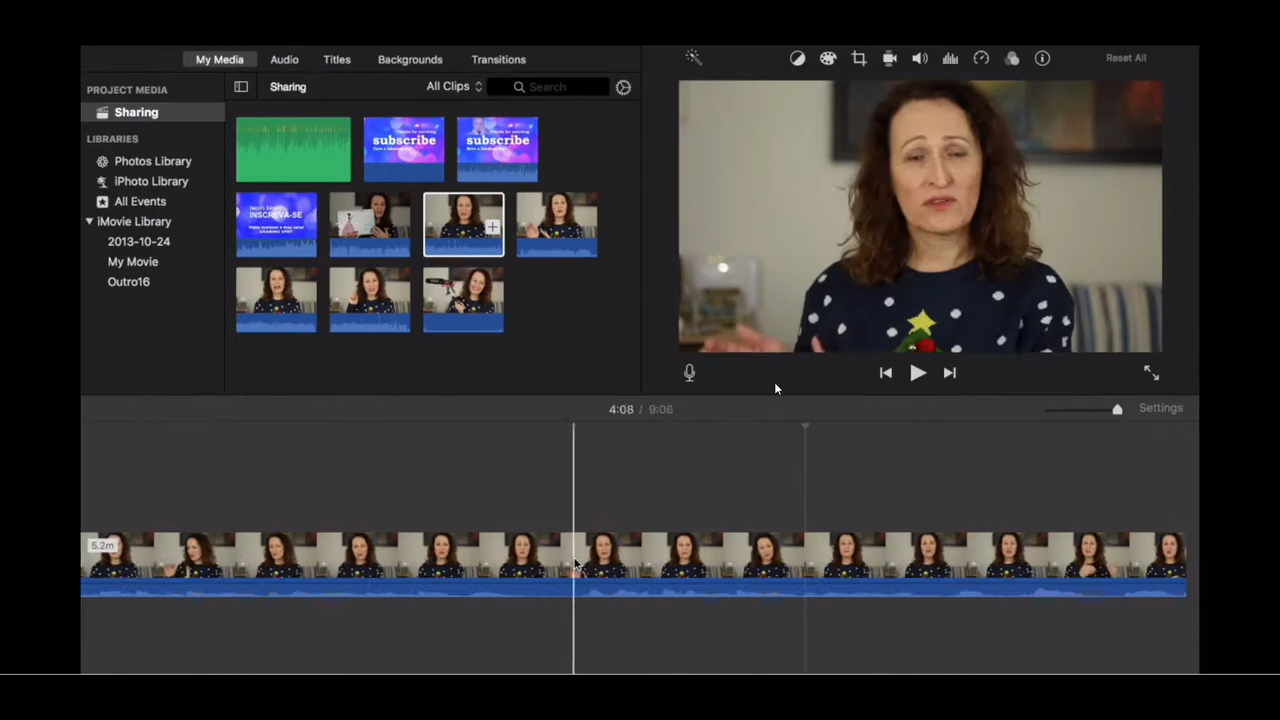 My Media Audio Titles Backgrounds Transitions
Reset All
PROJECT MEDIA
Sharing
Sharing
All Clips
Search
LIBRARIES
Photos Library
iPhoto Library
All Events
iMovie Library
2013-10-24
My Movie
Outro16
subscribe
subscribe
INSCREVA-SE
4:08 / 9:06
Settings
5.2m